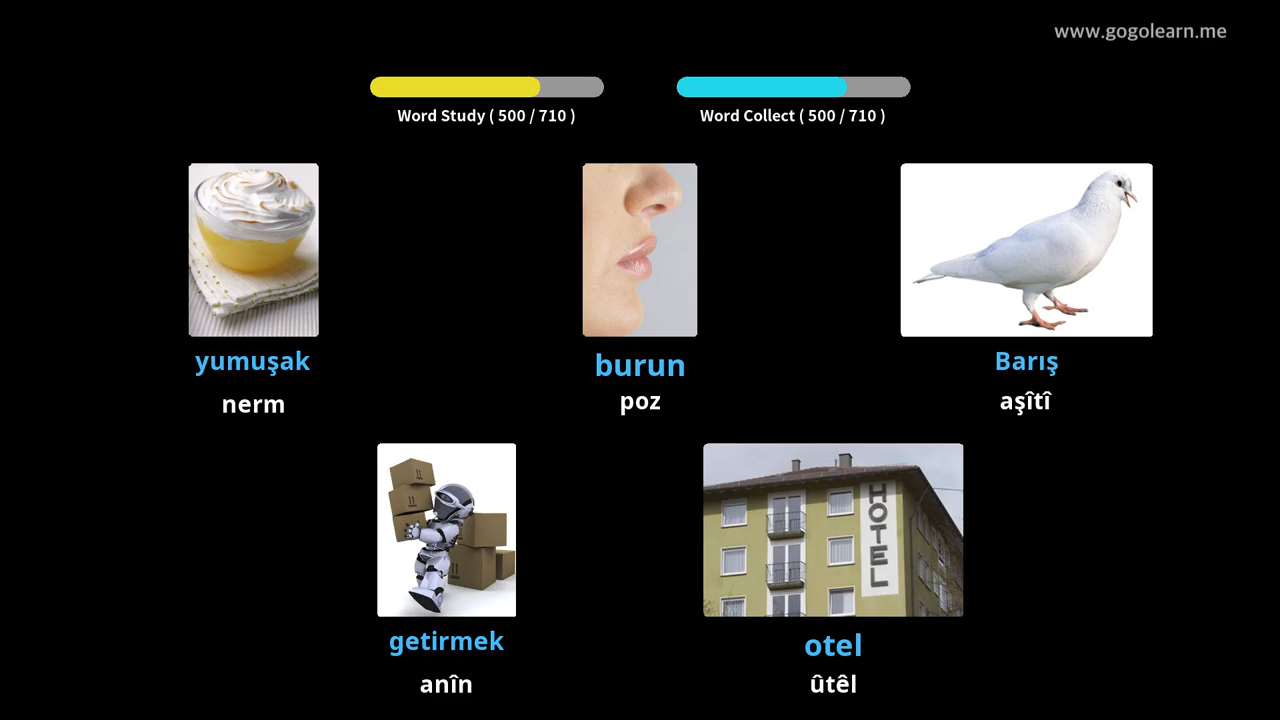 www.gogolearn.me
Word Study ( 500 / 710 )
Word Collect ( 500 / 710 )
yumuşak
nerm
burun
poz
Barış
aşîtî
getirmek
anîn
HOTEL
otel
ûtêl